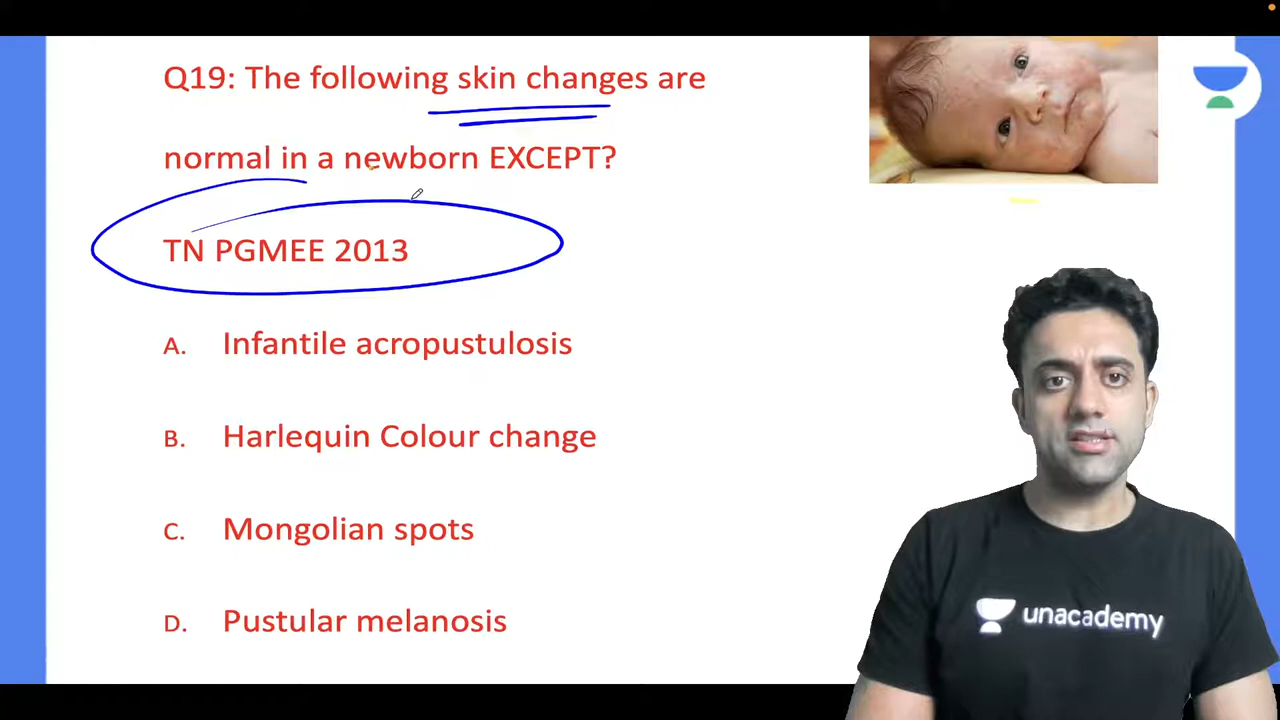 Q19: The following skin changes are
normal in a newborn EXCEPT?
TN PGMEE 2013
A. Infantile acropustulosis
B. Harlequin Colour change
C. Mongolian spots
D. Pustular melanosis
unacademy